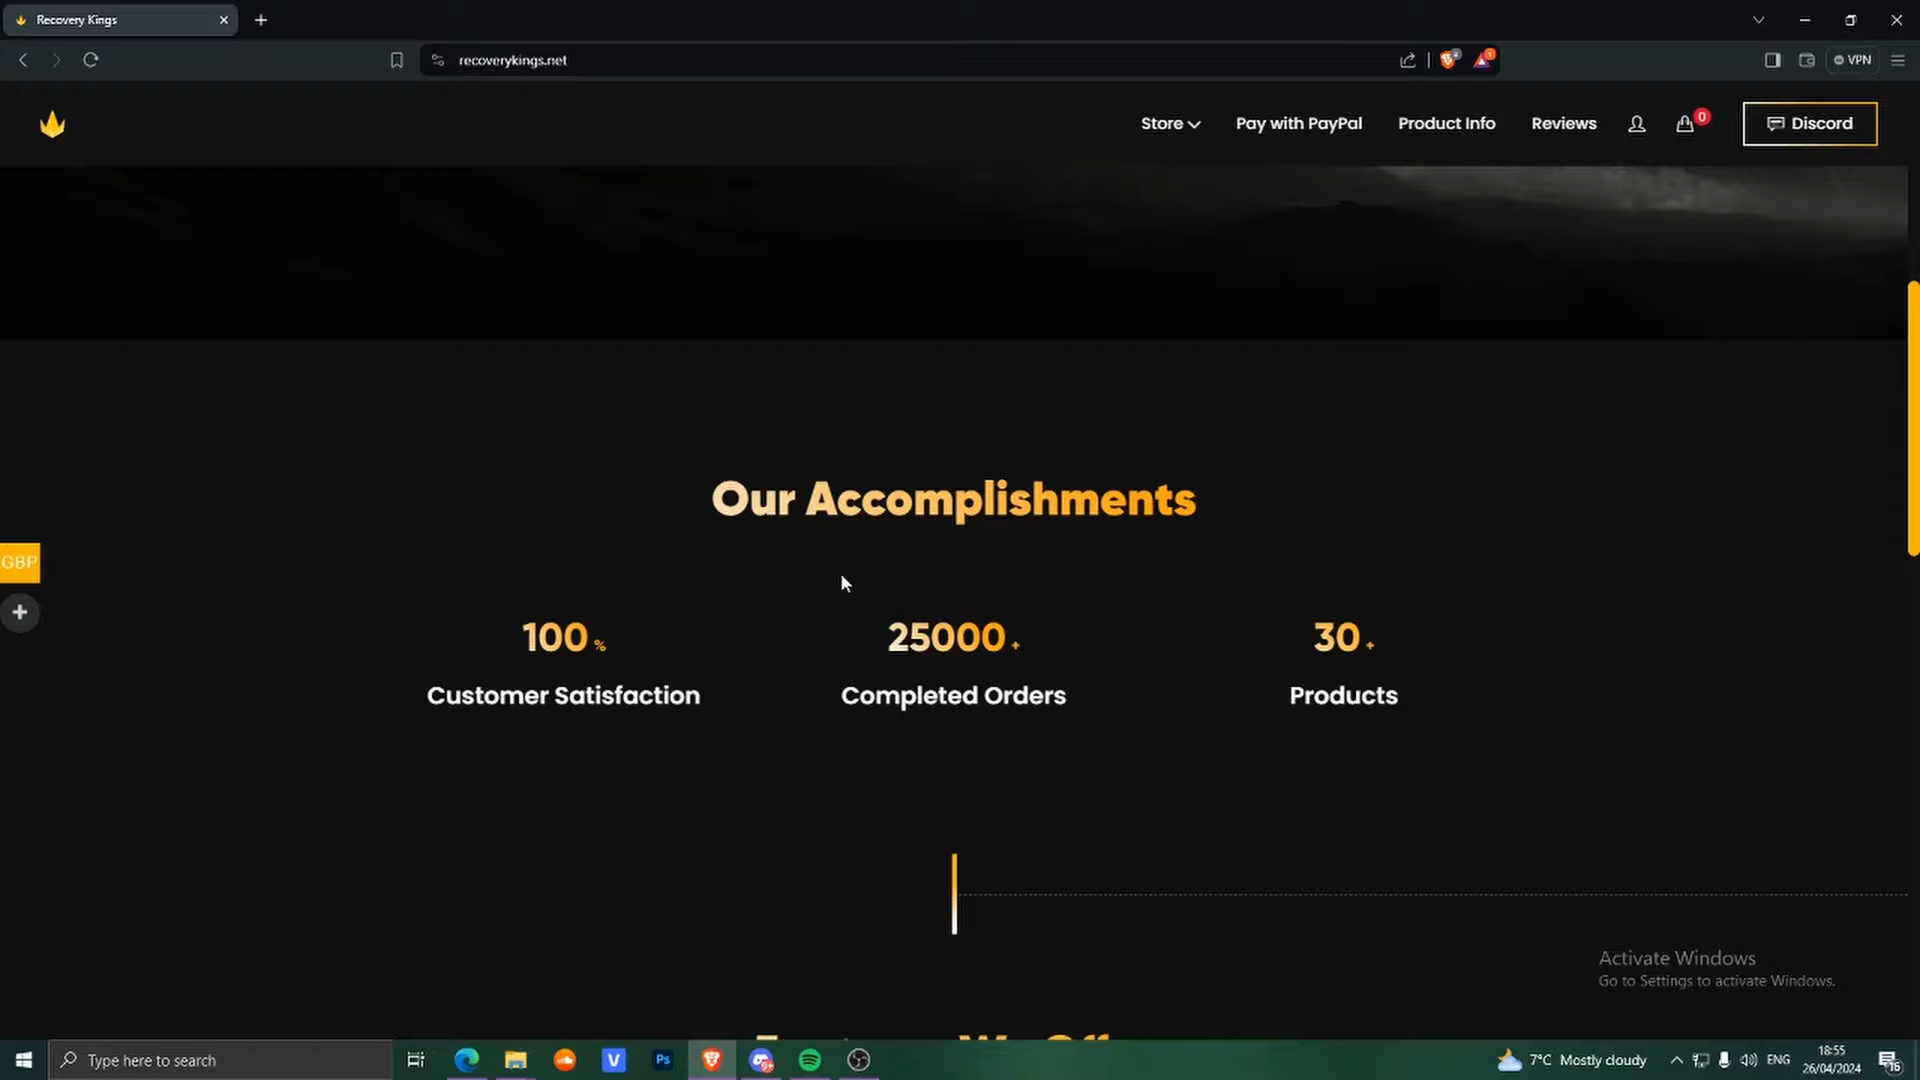 Recovery Kings
recoverykings.net
VPN
Store
Pay with PayPal
Product Info
Reviews
0
Discord
Our Accomplishments
GBP
100 %
25000 +
30 +
Customer Satisfaction
Completed Orders
Products
Activate Windows
Go to Settings to activate Windows.
Type here to search
V
Ps
7°C Mostly cloudy
ENG
18:55
26/04/2024
16